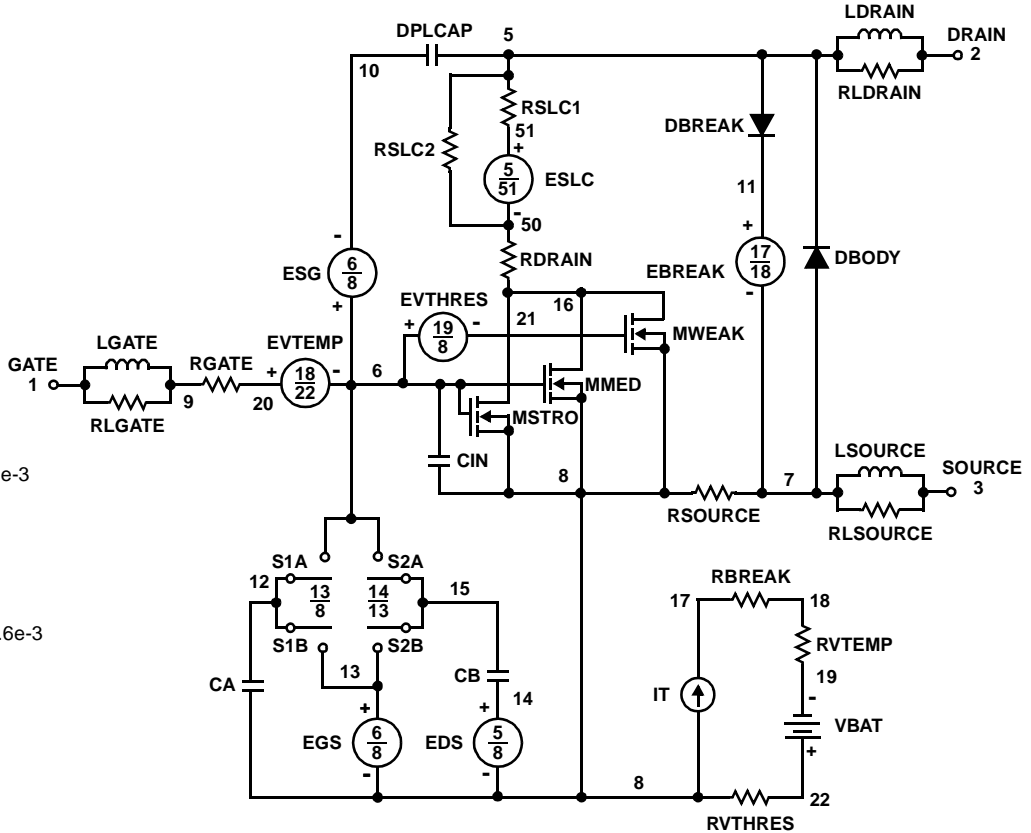 LDRAIN
DPLCAP
5
DRAIN
2
10
RLDRAIN
RSLC1
51
DBREAK
+
RSLC2
5
51
ESLC
11
-
50
-
+
17
18
RDRAIN
6
8
ESG
EBREAK
DBODY
-
EVTHRES
16
+
21
+
19
8
-
MWEAK
LGATE
EVTEMP
GATE
1
RGATE
+
18
22
-
6
MMED
9
20
MSTRO
RLGATE
LSOURCE
CIN
SOURCE
3
e-3
8
7
RSOURCE
RLSOURCE
S1A
S2A
12
13
8
14
13
15
RBREAK
17
18
.6e-3
S1B
S2B
RVTEMP
13
CB
19
CA
14
IT
-
+
+
VBAT
EGS
6
8
EDS
5
8
+
-
-
8
22
RVTHRES